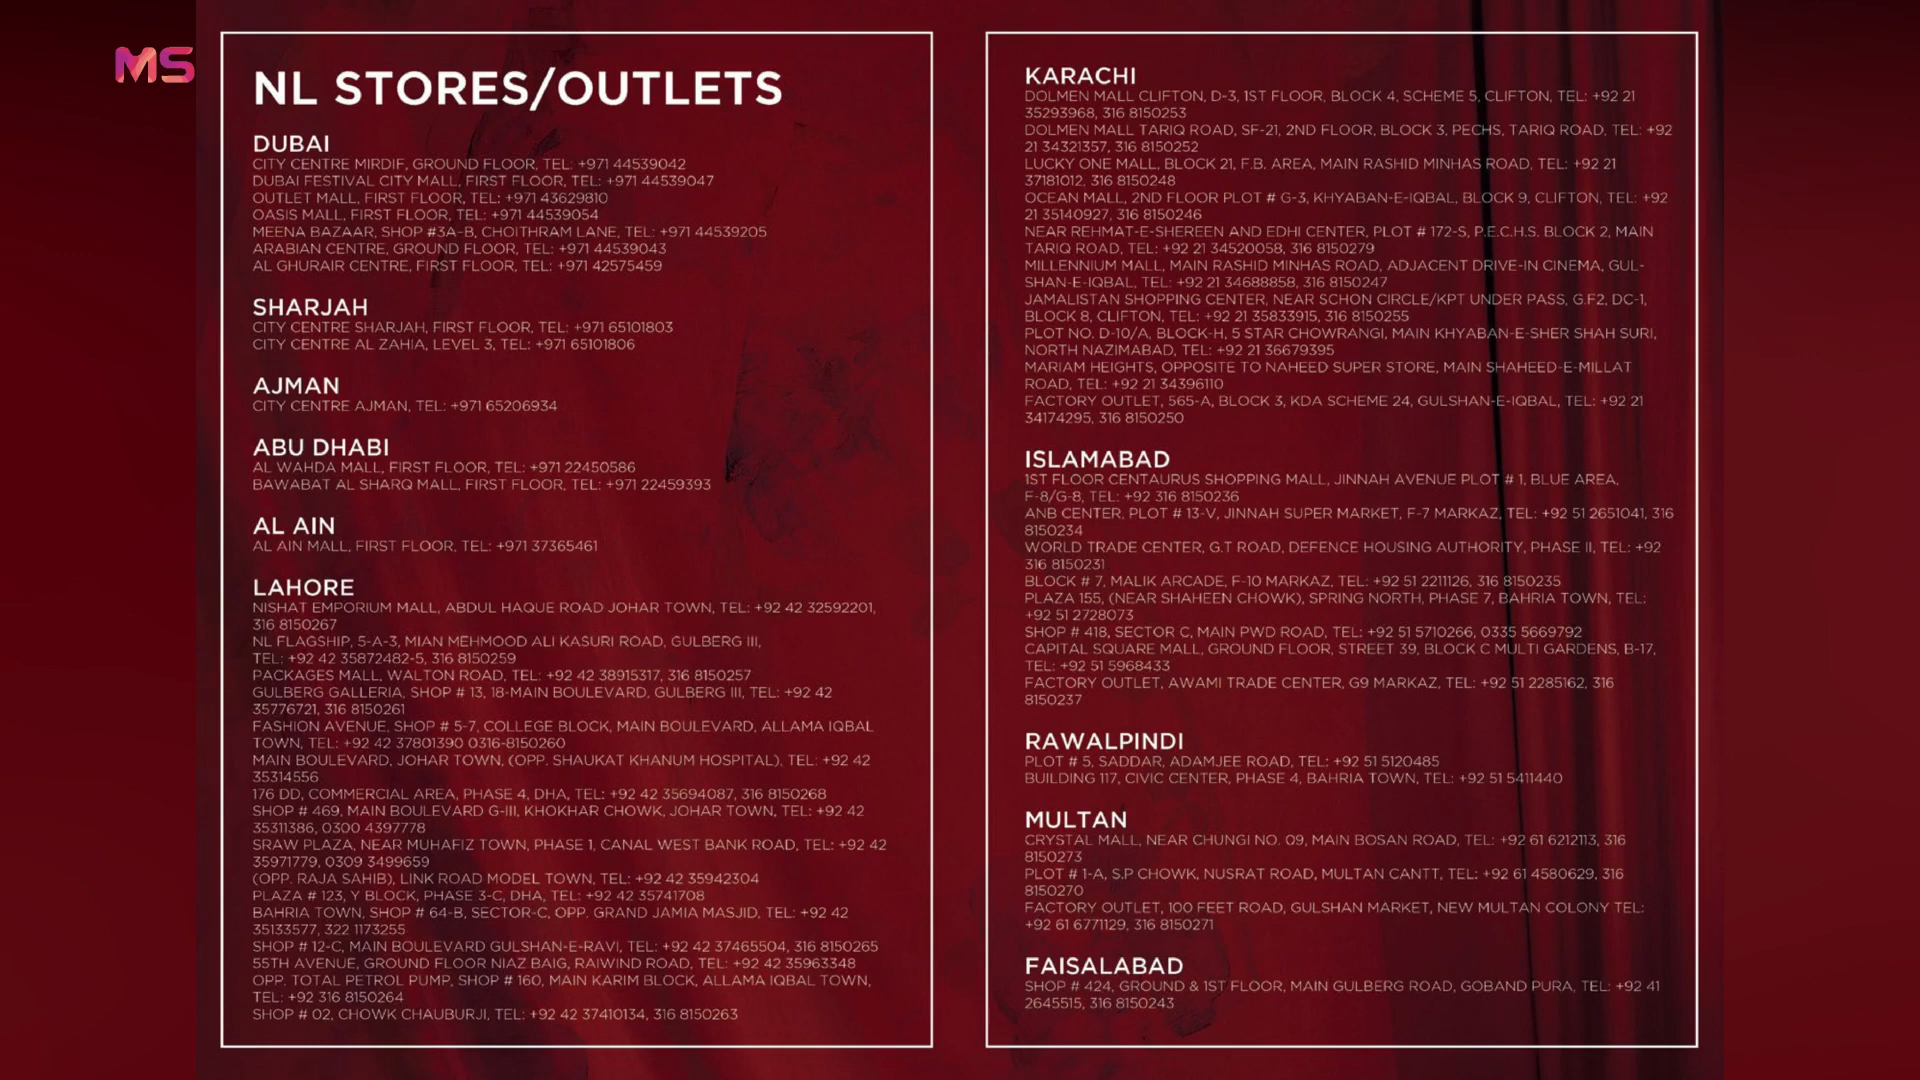 MS
NL STORES/OUTLETS
DUBAI
CITY CENTRE MIRDIF, GROUND FLOOR, TEL: +971 44539042
DUBAI FESTIVAL CITY MALL, FIRST FLOOR, TEL: +971 44539047
OUTLET MALL, FIRST FLOOR, TEL: +971 43629810
OASIS MALL, FIRST FLOOR, TEL: +971 44539054
MEENA BAZAAR, SHOP #3A-B, CHOITHRAM LANE, TEL: +971 44539205
ARABIAN CENTRE, GROUND FLOOR, TEL: +971 44539043
AL GHURAIR CENTRE, FIRST FLOOR, TEL: +971 42575459
SHARJAH
CITY CENTRE SHARJAH, FIRST FLOOR, TEL: +971 65101803
CITY CENTRE AL ZAHIA, LEVEL 3, TEL: +971 65101806
AJMAN
CITY CENTRE AJMAN, TEL: +971 65206934
ABU DHABI
AL WAHDA MALL, FIRST FLOOR, TEL: +971 22450586
BAWABAT AL SHARQ MALL, FIRST FLOOR, TEL: +971 22459393
AL AIN
AL AIN MALL, FIRST FLOOR, TEL: +971 37365461
LAHORE
NISHAT EMPORIUM MALL, ABDUL HAQUE ROAD JOHAR TOWN, TEL: +92 42 32592201,
316 8150267
NL FLAGSHIP, 5-A-3, MIAN MEHMOOD ALI KASURI ROAD, GULBERG III,
TEL: +92 42 35872482-5, 316 8150259
PACKAGES MALL, WALTON ROAD, TEL: +92 42 38915317, 316 8150257
GULBERG GALLERIA, SHOP # 13, 18-MAIN BOULEVARD, GULBERG III, TEL: +92 42
35776721, 316 8150261
FASHION AVENUE, SHOP # 5-7, COLLEGE BLOCK, MAIN BOULEVARD, ALLAMA IQBAL
TOWN, TEL: +92 42 37801390 0316-8150260
MAIN BOULEVARD, JOHAR TOWN, (OPP. SHAUKAT KHANUM HOSPITAL), TEL: +92 42
35314556
176 DD, COMMERCIAL AREA, PHASE 4, DHA, TEL: +92 42 35694087, 316 8150268
SHOP # 469, MAIN BOULEVARD G-III, KHOKHAR CHOWK, JOHAR TOWN, TEL: +92 42
35311386, 0300 4397778
SRAW PLAZA, NEAR MUHAFIZ TOWN, PHASE 1, CANAL WEST BANK ROAD, TEL: +92 42
35971779, 0309 3499659
(OPP. RAJA SAHIB), LINK ROAD MODEL TOWN, TEL: +92 42 35942304
PLAZA # 123, Y BLOCK, PHASE 3-C, DHA, TEL: +92 42 35741708
BAHRIA TOWN, SHOP # 64-B, SECTOR-C, OPP. GRAND JAMIA MASJID, TEL: +92 42
35133577, 322 1173255
SHOP # 12-C, MAIN BOULEVARD GULSHAN-E-RAVI, TEL: +92 42 37465504, 316 8150265
55TH AVENUE, GROUND FLOOR NIAZ BAIG, RAIWIND ROAD, TEL: +92 42 35963348
OPP. TOTAL PETROL PUMP, SHOP # 160, MAIN KARIM BLOCK, ALLAMA IQBAL TOWN,
TEL: +92 316 8150264
SHOP # 02, CHOWK CHAUBURJI, TEL: +92 42 37410134, 316 8150263
KARACHI
DOLMEN MALL CLIFTON, D-3, 1ST FLOOR, BLOCK 4, SCHEME 5, CLIFTON, TEL: +92 21
35293968, 316 8150253
DOLMEN MALL TARIQ ROAD, SF-21, 2ND FLOOR, BLOCK 3, PECHS, TARIQ ROAD, TEL: +92
21 34321357, 316 8150252
LUCKY ONE MALL, BLOCK 21, F.B. AREA, MAIN RASHID MINHAS ROAD, TEL: +92 21
37181012, 316 8150248
OCEAN MALL, 2ND FLOOR PLOT # G-3, KHYABAN-E-IQBAL, BLOCK 9, CLIFTON, TEL: +92
21 35140927, 316 8150246
NEAR REHMAT-E-SHEREEN AND EDHI CENTER, PLOT # 172-S, P.E.C.H.S. BLOCK 2, MAIN
TARIQ ROAD, TEL: +92 21 34520058, 316 8150279
MILLENNIUM MALL, MAIN RASHID MINHAS ROAD, ADJACENT DRIVE-IN CINEMA, GUL-
SHAN-E-IQBAL, TEL: +92 21 34688858, 316 8150247
JAMALISTAN SHOPPING CENTER, NEAR SCHON CIRCLE/KPT UNDER PASS, G.F2, DC-1,
BLOCK 8, CLIFTON, TEL: +92 21 35833915, 316 8150255
PLOT NO. D-10/A, BLOCK-H, 5 STAR CHOWRANGI, MAIN KHYABAN-E-SHER SHAH SURI,
NORTH NAZIMABAD, TEL: +92 21 36679395
MARIAM HEIGHTS, OPPOSITE TO NAHEED SUPER STORE, MAIN SHAHEED-E-MILLAT
ROAD, TEL: +92 21 34396110
FACTORY OUTLET, 565-A, BLOCK 3, KDA SCHEME 24, GULSHAN-E-IQBAL, TEL: +92 21
34174295, 316 8150250
ISLAMABAD
1ST FLOOR CENTAURUS SHOPPING MALL, JINNAH AVENUE PLOT # 1, BLUE AREA,
F-8/G-8, TEL: +92 316 8150236
ANB CENTER, PLOT # 13-V, JINNAH SUPER MARKET, F-7 MARKAZ, TEL: +92 51 2651041, 316
8150234
WORLD TRADE CENTER, G.T ROAD, DEFENCE HOUSING AUTHORITY, PHASE II, TEL: +92
316 8150231
BLOCK # 7, MALIK ARCADE, F-10 MARKAZ, TEL: +92 51 2211126, 316 8150235
PLAZA 155, (NEAR SHAHEEN CHOWK), SPRING NORTH, PHASE 7, BAHRIA TOWN, TEL:
+92 51 2728073
SHOP # 418, SECTOR C, MAIN PWD ROAD, TEL: +92 51 5710266, 0335 5669792
CAPITAL SQUARE MALL, GROUND FLOOR, STREET 39, BLOCK C MULTI GARDENS, B-17,
TEL: +92 51 5968433
FACTORY OUTLET, AWAMI TRADE CENTER, G9 MARKAZ, TEL: +92 51 2285162, 316
8150237
RAWALPINDI
PLOT # 5, SADDAR, ADAMJEE ROAD, TEL: +92 51 5120485
BUILDING 117, CIVIC CENTER, PHASE 4, BAHRIA TOWN, TEL: +92 51 5411440
MULTAN
CRYSTAL MALL, NEAR CHUNGI NO. 09, MAIN BOSAN ROAD, TEL: +92 61 6212113, 316
8150273
PLOT # 1-A, S.P CHOWK, NUSRAT ROAD, MULTAN CANTT, TEL: +92 61 4580629, 316
8150270
FACTORY OUTLET, 100 FEET ROAD, GULSHAN MARKET, NEW MULTAN COLONY TEL:
+92 61 6771129, 316 8150271
FAISALABAD
SHOP # 424, GROUND & 1ST FLOOR, MAIN GULBERG ROAD, GOBAND PURA, TEL: +92 41
2645515, 316 8150243